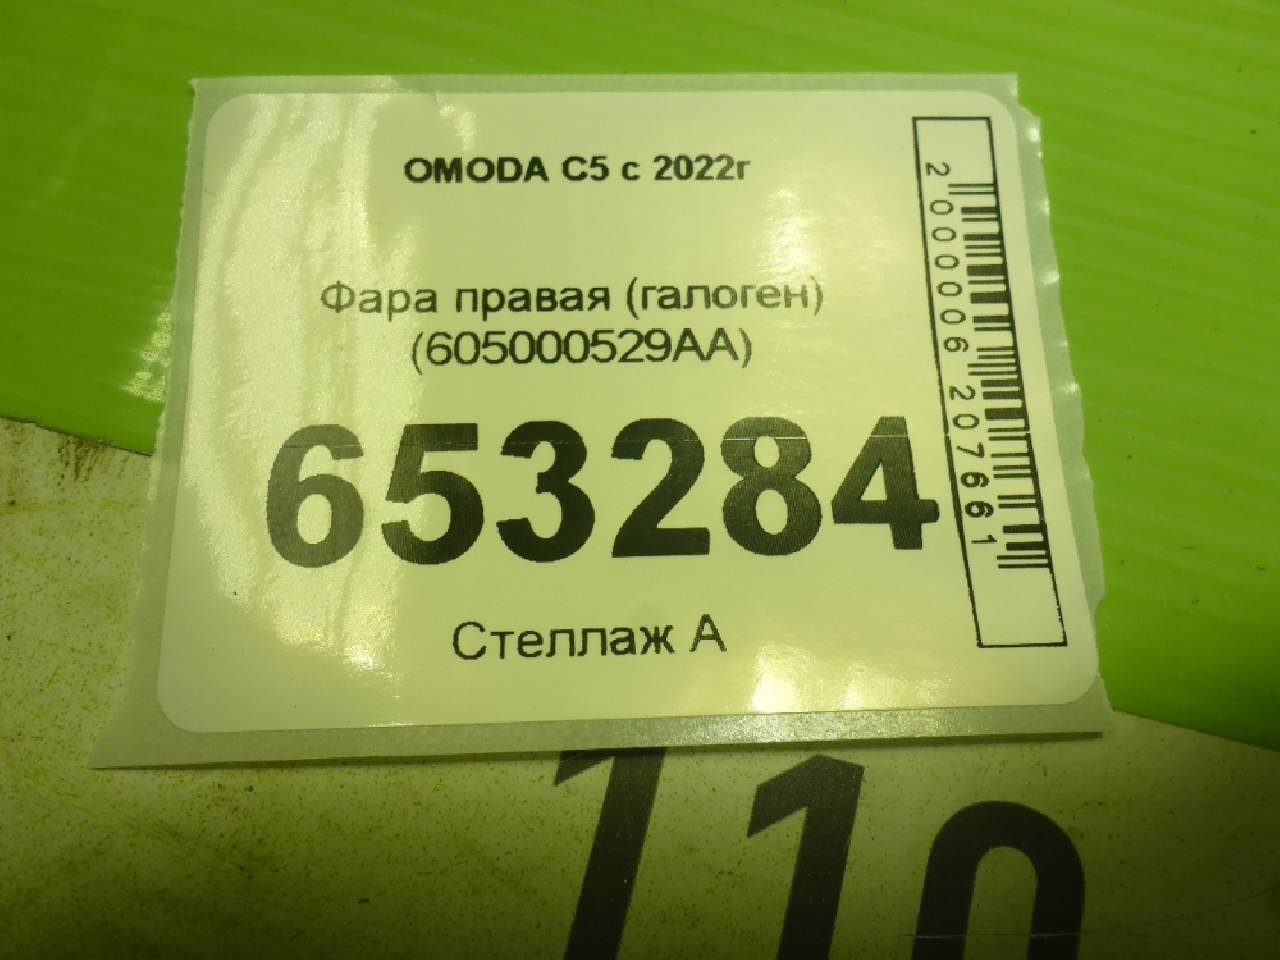 OMODA C5 с 2022г
Фара правая (галоген)
(605000529AA)
653284
Стеллаж А
2000006207661